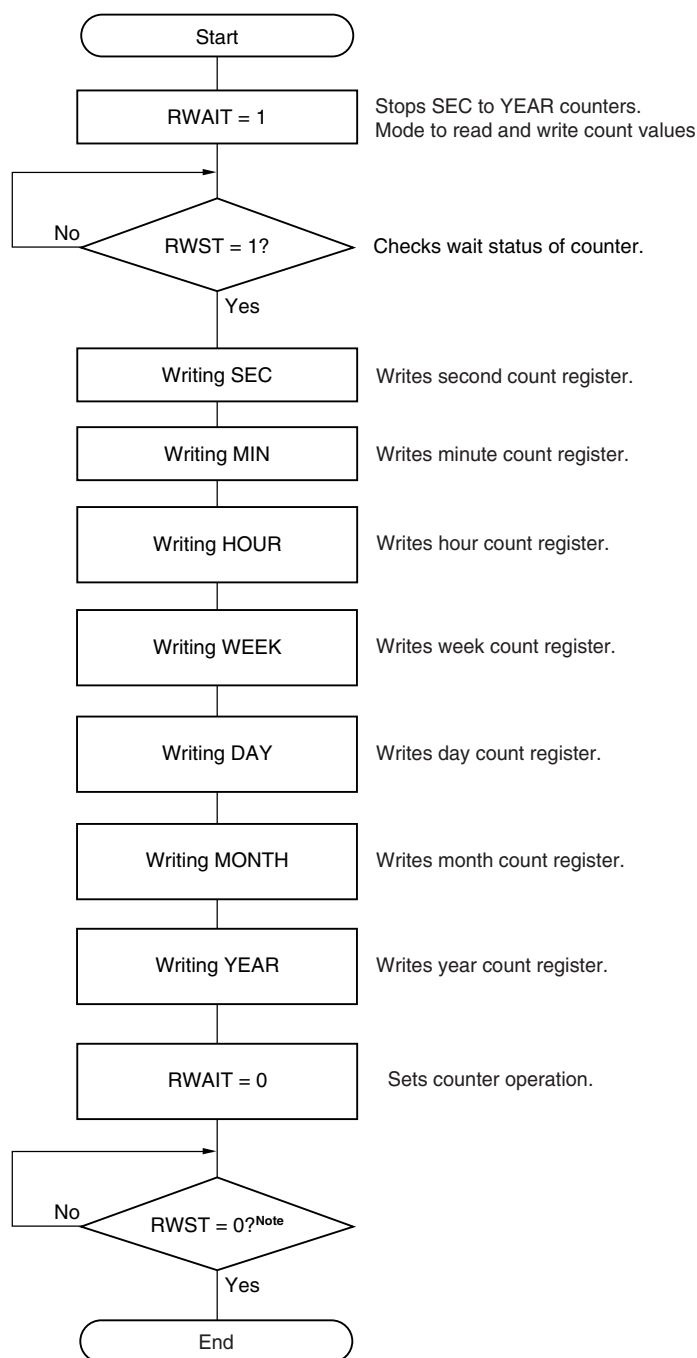 Start
RWAIT = 1
Stops SEC to YEAR counters.
Mode to read and write count values
No
RWST = 1?
Checks wait status of counter.
Yes
Writing SEC
Writes second count register.
Writing MIN
Writes minute count register.
Writing HOUR
Writes hour count register.
Writing WEEK
Writes week count register.
Writing DAY
Writes day count register.
Writing MONTH
Writes month count register.
Writing YEAR
Writes year count register.
RWAIT = 0
Sets counter operation.
No
RWST = 0?Note
Yes
End